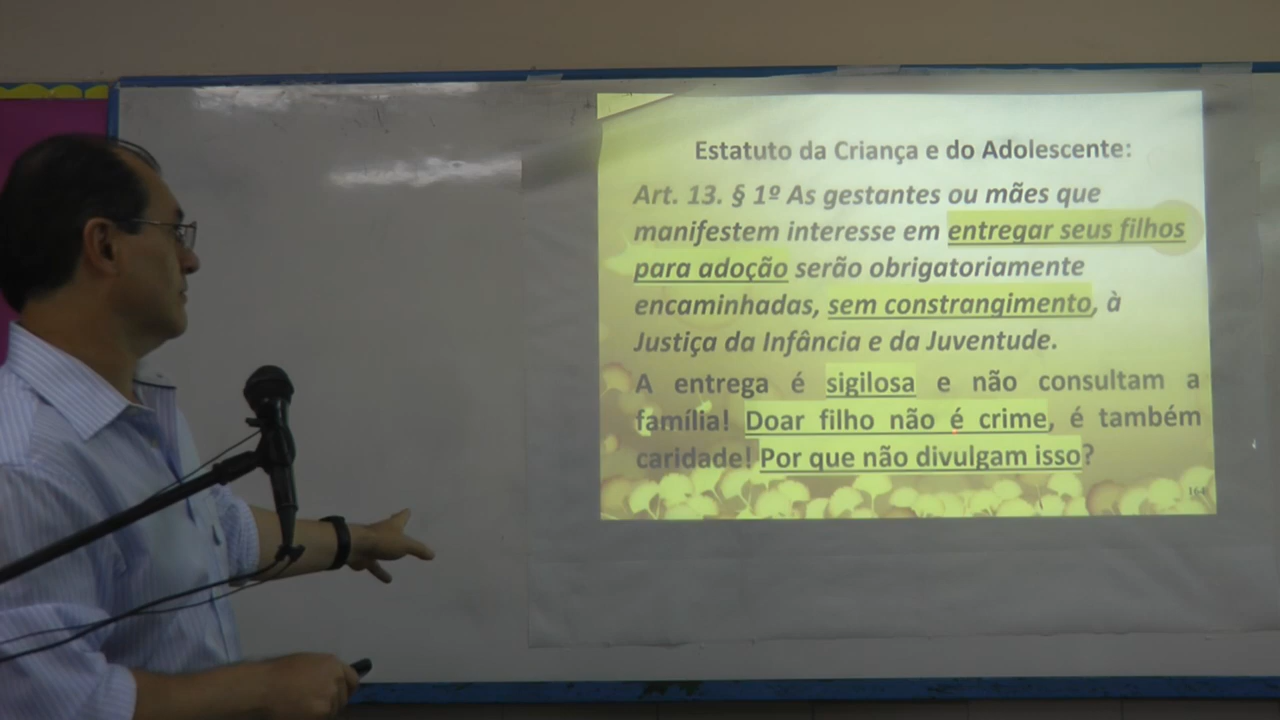 Estatuto da Criança e do Adolescente:
Art. 13. § 1º As gestantes ou mães que
manifestem interesse em entregar seus filhos
para adoção serão obrigatoriamente
encaminhadas, sem constrangimento, à
Justiça da Infância e da Juventude.
A entrega é sigilosa e não consultam a
família! Doar filho não é crime, é também
caridade! Por que não divulgam isso?
164